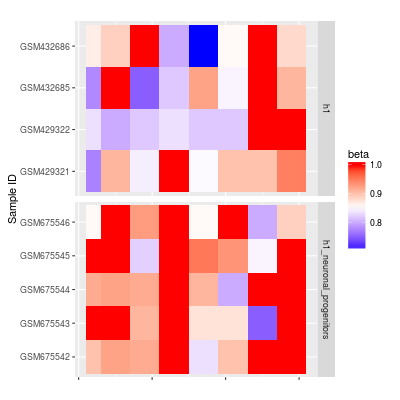 GSM432686
GSM432685
GSM429322
GSM429321
h1
GSM675546
GSM675545
GSM675544
GSM675543
GSM675542
h1_neuronal_progenitors
Sample ID
beta
1.0
0.9
0.8